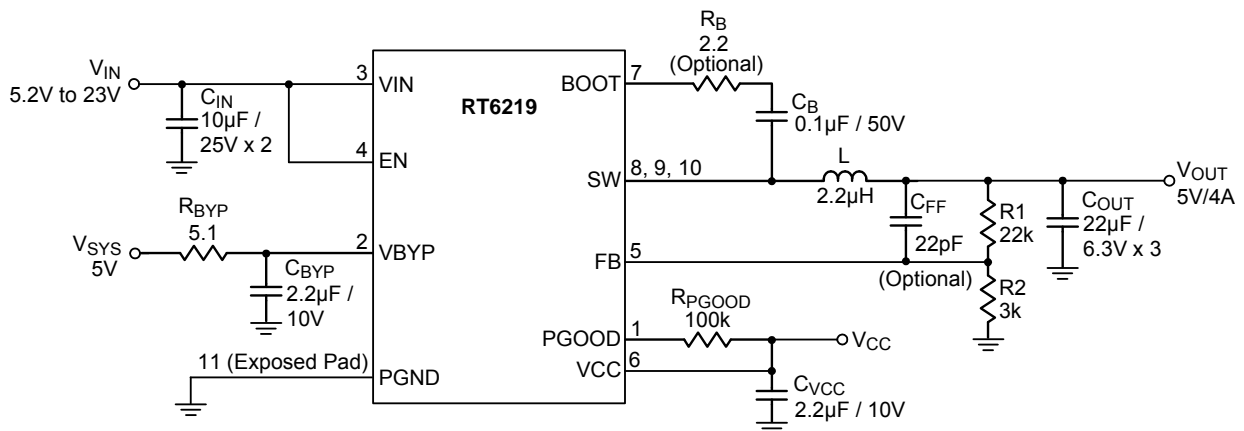 R_B
2.2
(Optional)
V_IN
5.2V to 23V
C_IN
10µF /
25V x 2
3
VIN
4
EN
RT6219
BOOT
7
C_B
0.1µF / 50V
SW
8, 9, 10
L
2.2µH
V_OUT
5V/4A
C_FF
22pF
(Optional)
R1
22k
C_OUT
22µF /
6.3V x 3
R_BYP
5.1
V_SYS
5V
2
VBYP
C_BYP
2.2µF /
10V
FB
5
R2
3k
R_PGOOD
100k
PGOOD
1
V_CC
VCC
6
C_VCC
2.2µF / 10V
11 (Exposed Pad)
PGND